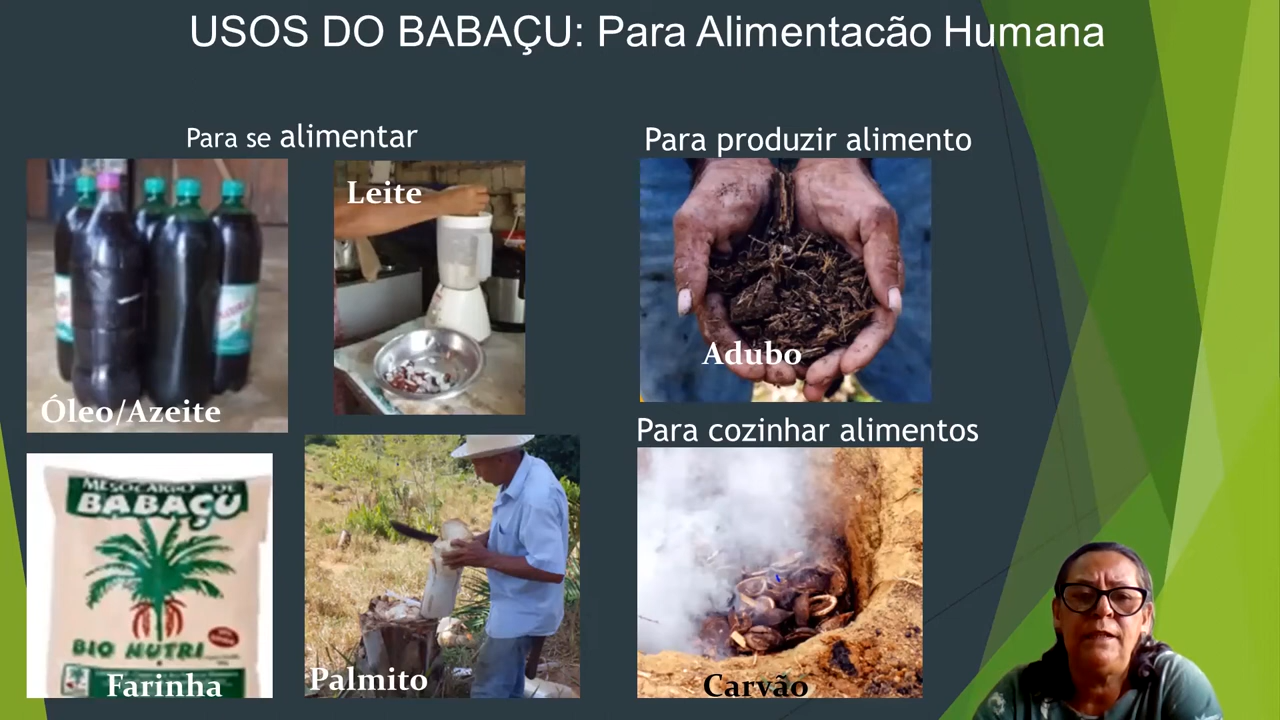 USOS DO BABAÇU: Para Alimentacão Humana
Para se alimentar
Para produzir alimento
Leite
Óleo/Azeite
Adubo
Para cozinhar alimentos
MESOCARPO DE
BABAÇU
BIO NUTRI
Farinha
Palmito
Carvão